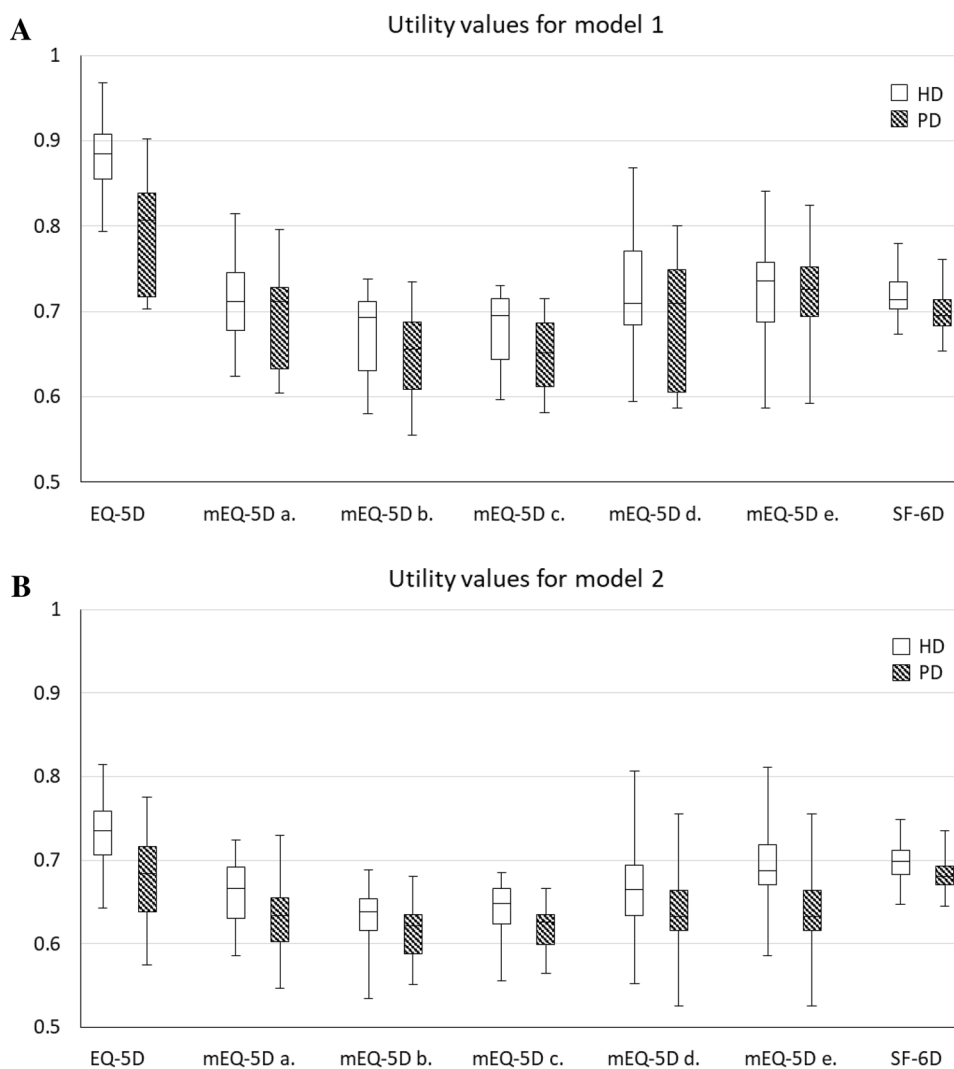 A
Utility values for model 1
1
HD
0.9
PD
0.8
0.7
0.6
0.5
EQ-5D mEQ-5D a. mEQ-5D b. mEQ-5D c. mEQ-5D d. mEQ-5D e. SF-6D
B
Utility values for model 2
1
HD
PD
0.9
0.8
0.7
0.6
0.5
EQ-5D mEQ-5D a. mEQ-5D b. mEQ-5D c. mEQ-5D d. mEQ-5D e. SF-6D